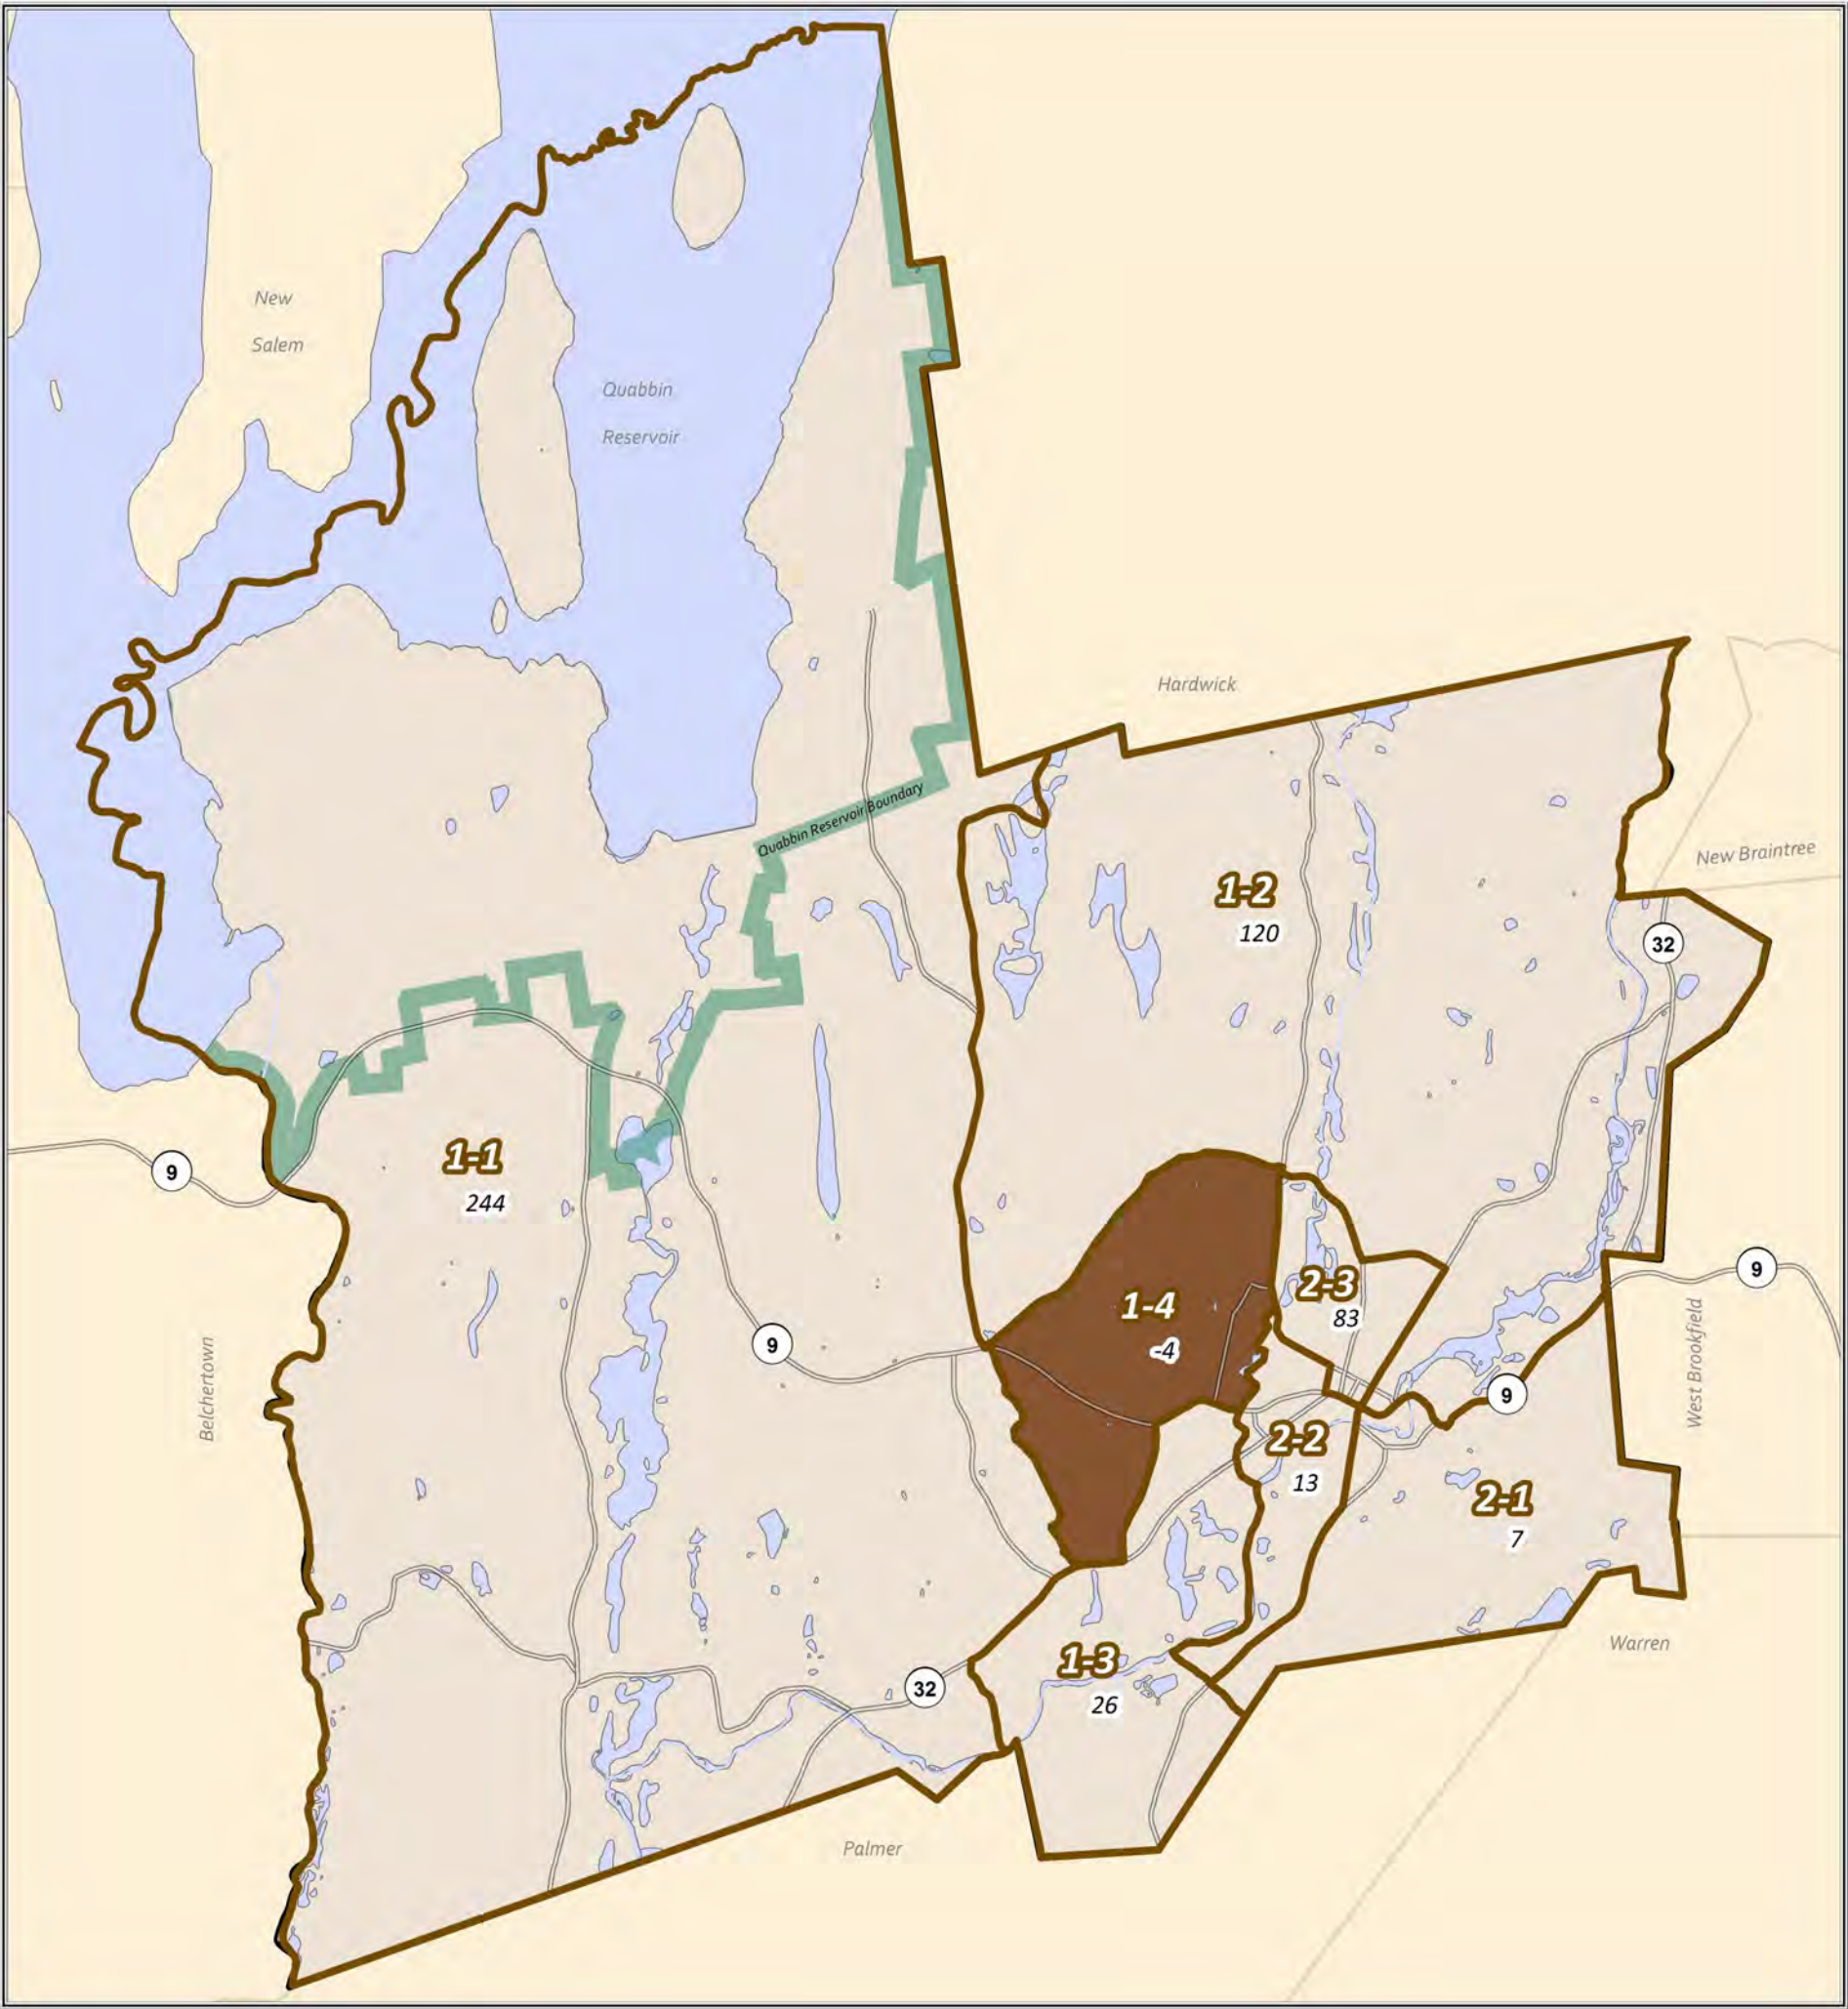 New
Salem
Quabbin
Reservoir
Hardwick
Quabbin Reservoir Boundary
New Braintree
1-2
120
32
1-1
244
9
9
1-4
-4
2-3
83
9
West Brookfield
Belchertown
9
2-2
13
2-1
7
Warren
1-3
26
32
Palmer